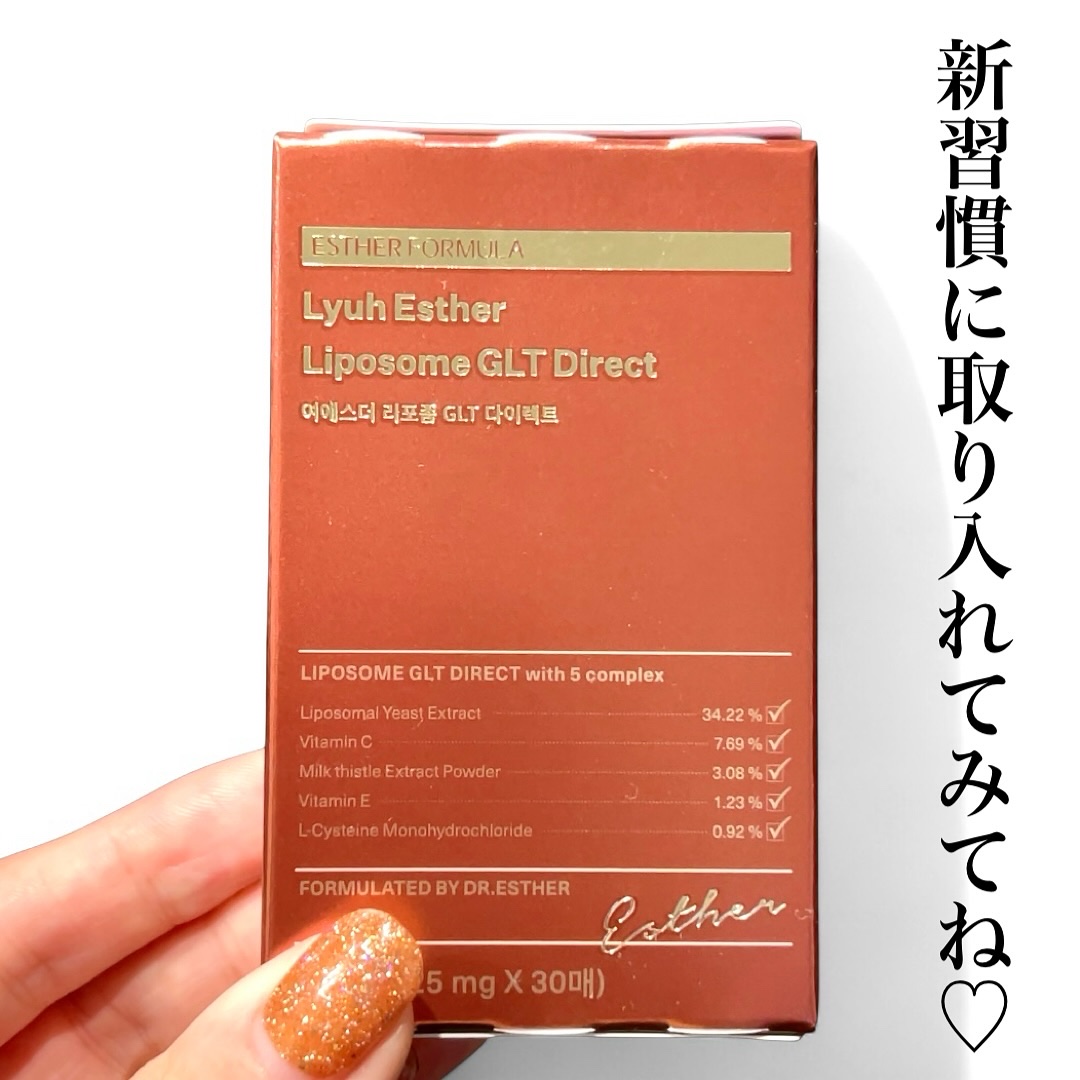 新習慣に取り入れてみてね♡
ESTHER FORMULA
Lyuh Esther
Liposome GLT Direct
여에스더 리포좀 GLT 다이렉트
LIPOSOME GLT DIRECT with 5 complex
Liposomal Yeast Extract 34.22 %
Vitamin C 7.69 %
Milk thistle Extract Powder 3.08 %
Vitamin E 1.23 %
L-Cysteine Monohydrochloride 0.92 %
FORMULATED BY DR.ESTHER
Esther
mg X 30매)